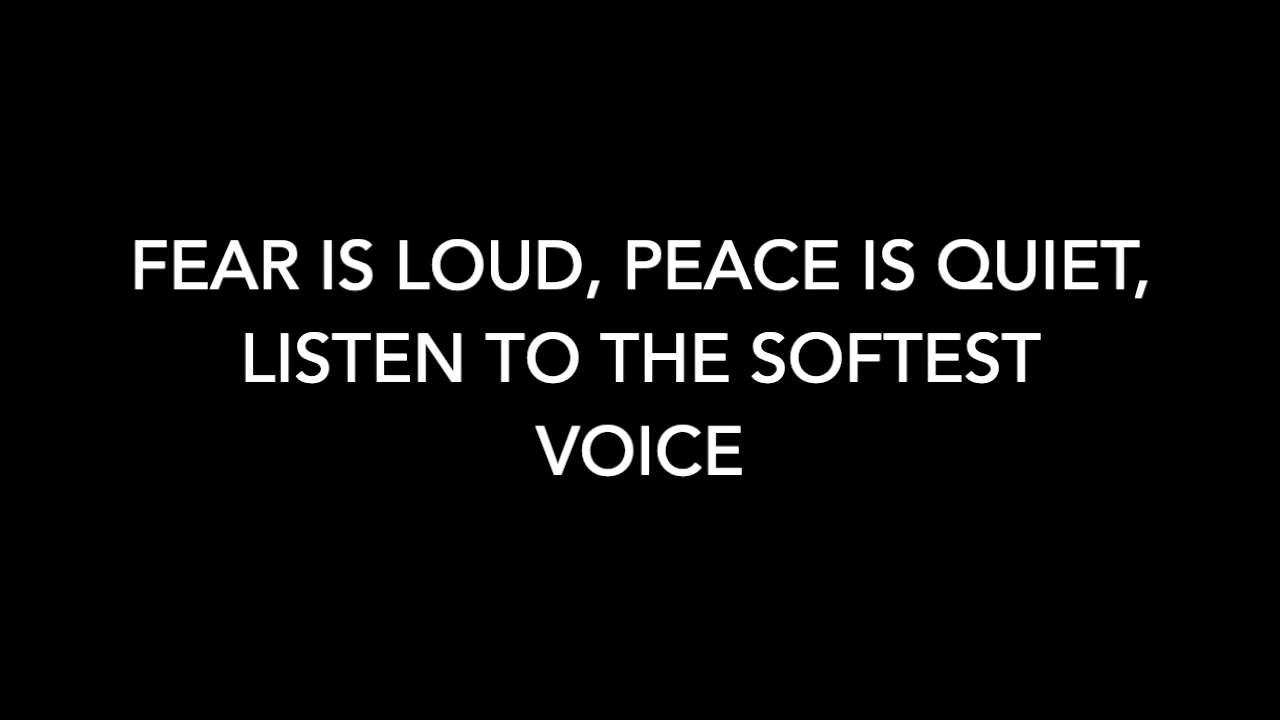 FEAR IS LOUD, PEACE IS QUIET,
LISTEN TO THE SOFTEST
VOICE